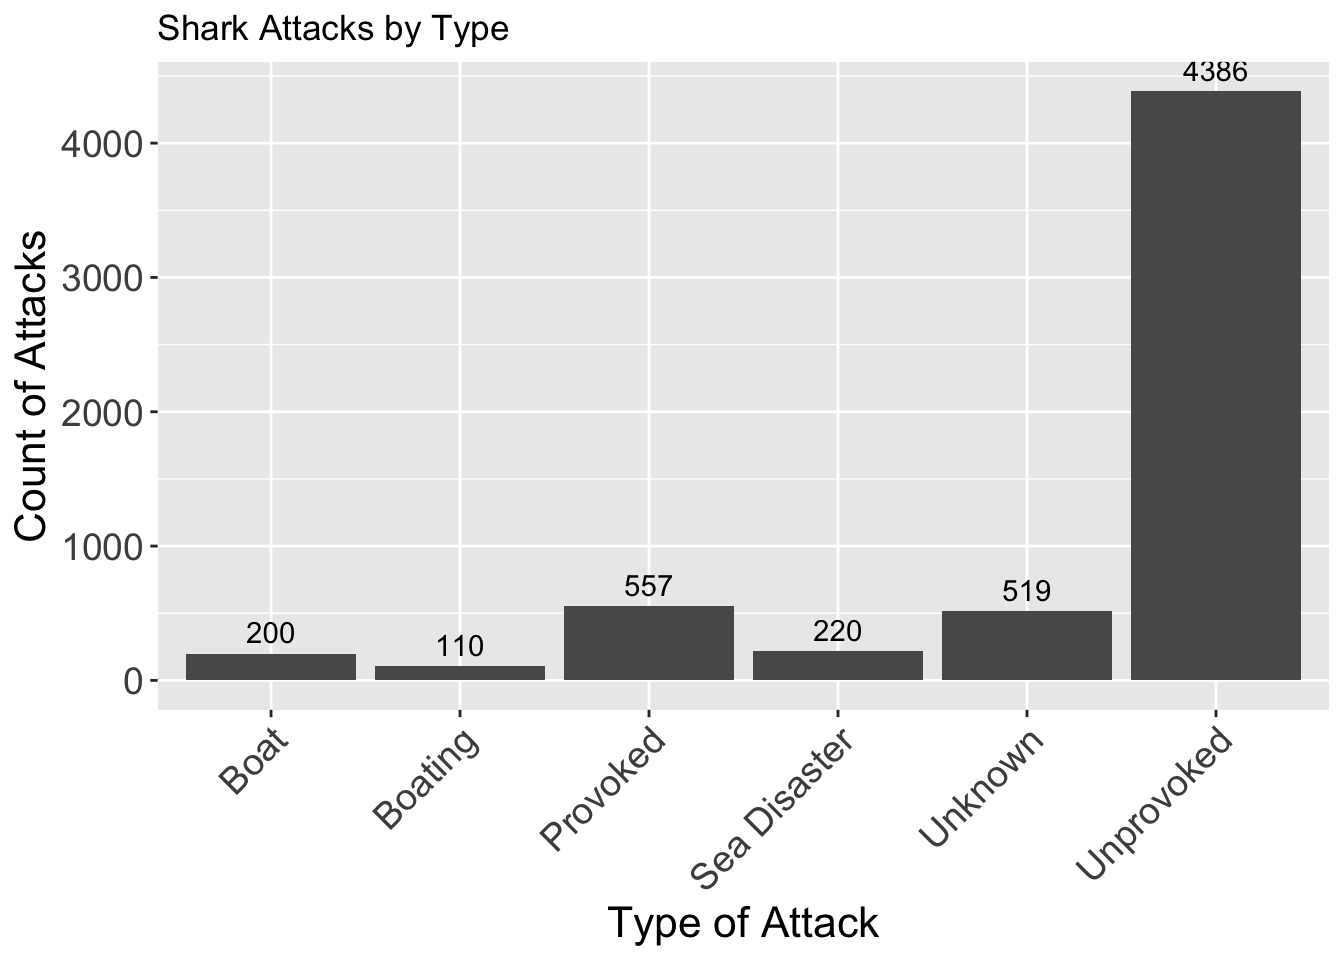 Shark Attacks by Type
Count of Attacks
4000
3000
2000
1000
0
200
110
557
220
519
4386
Boat
Boating
Provoked
Sea Disaster
Unknown
Unprovoked
Type of Attack